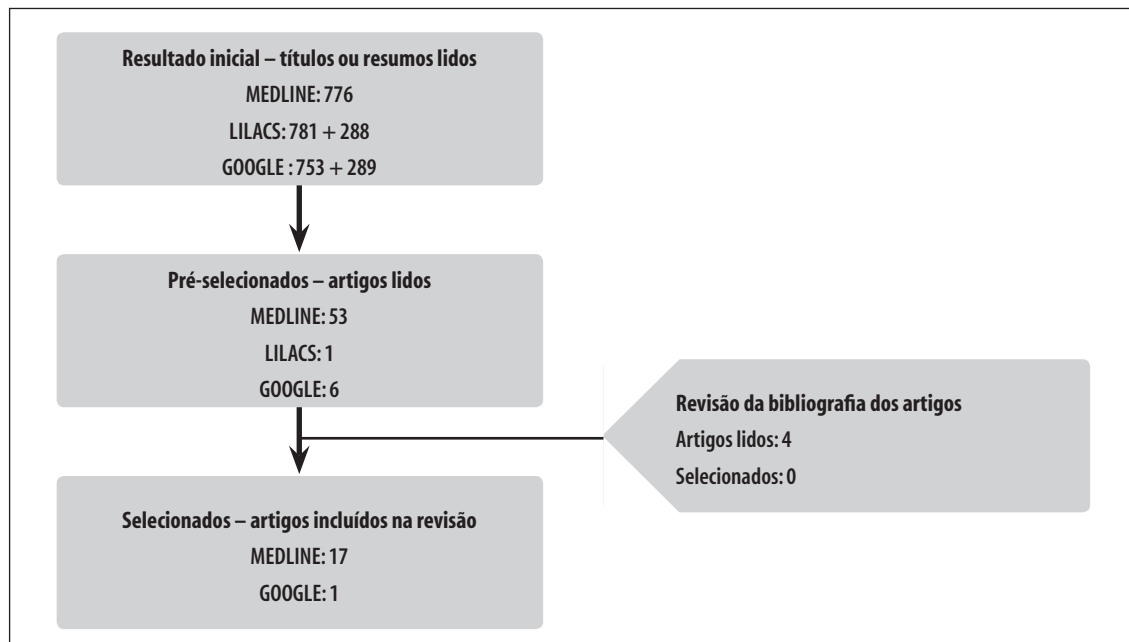 Resultado inicial – títulos ou resumos lidos
MEDLINE: 776
LILACS: 781 + 288
GOOGLE : 753 + 289
Pré-selecionados – artigos lidos
MEDLINE: 53
LILACS: 1
GOOGLE: 6
Revisão da bibliografia dos artigos
Artigos lidos: 4
Selecionados: 0
Selecionados – artigos incluídos na revisão
MEDLINE: 17
GOOGLE: 1